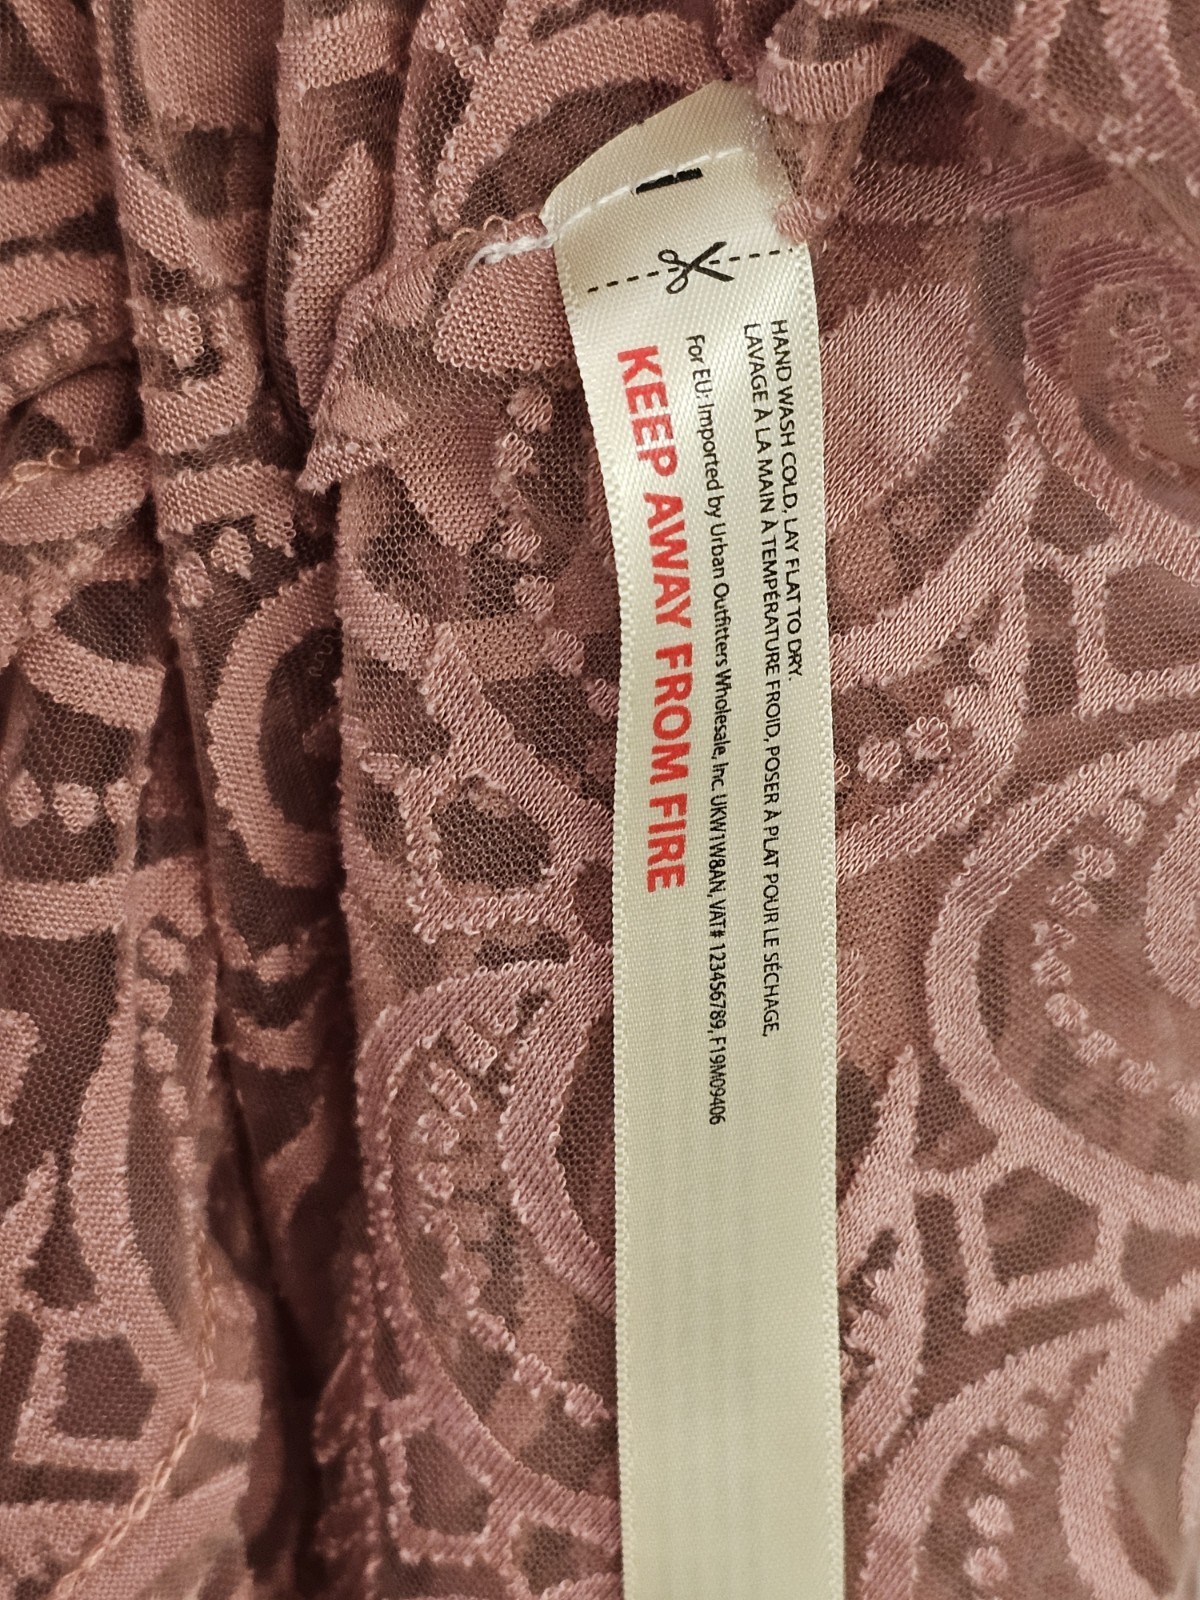 HAND WASH COLD, LAY FLAT TO DRY.
LAVAGE À LA MAIN À TEMPÉRATURE FROID, POSER À PLAT POUR LE SÉCHAGE,
For EU: Imported by Urban Outfitters Wholesale, Inc. UKW1W8AN, VAT# 123456789, F19M09406
KEEP AWAY FROM FIRE